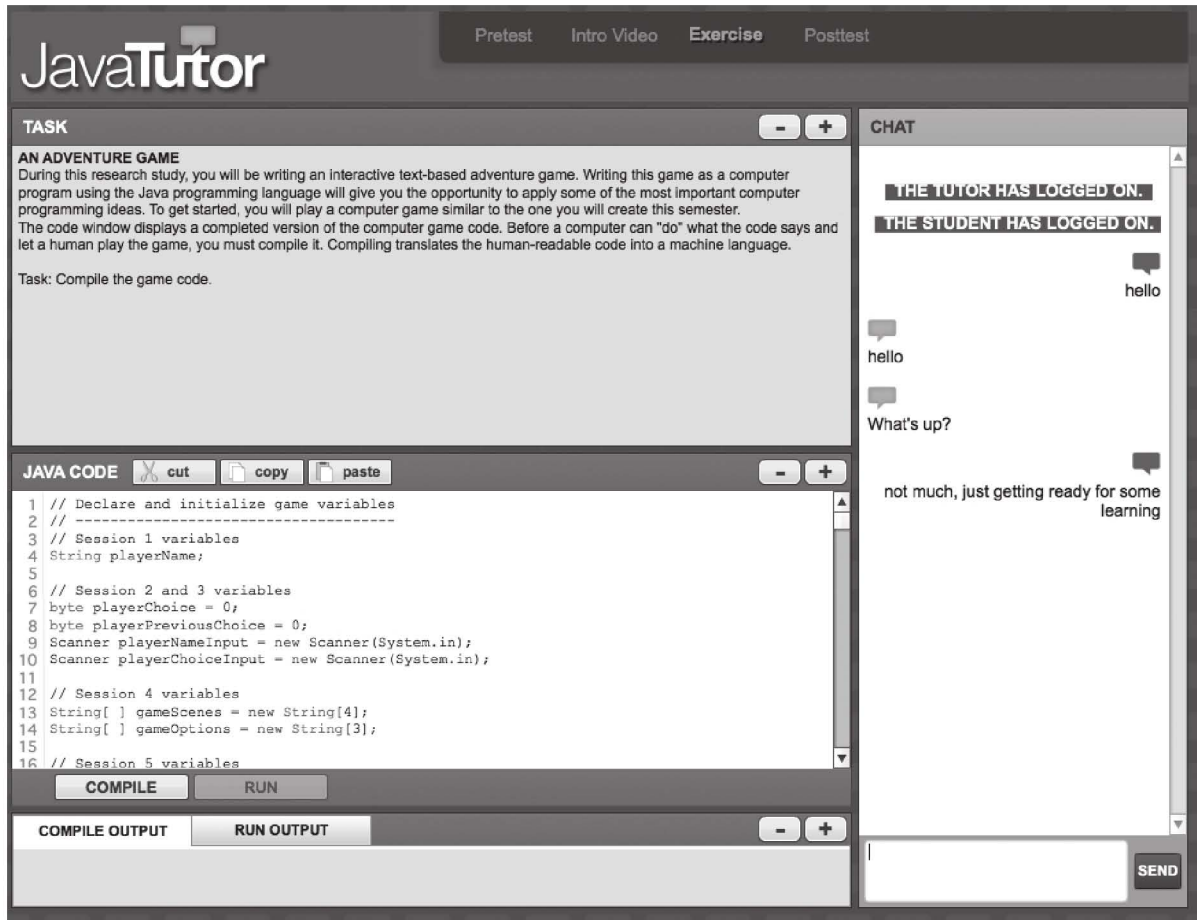 JavaTutor
Pretest Intro Video Exercise Posttest
TASK
- +
AN ADVENTURE GAME
During this research study, you will be writing an interactive text-based adventure game. Writing this game as a computer
program using the Java programming language will give you the opportunity to apply some of the most important computer
programming ideas. To get started, you will play a computer game similar to the one you will create this semester.
The code window displays a completed version of the computer game code. Before a computer can "do" what the code says and
let a human play the game, you must compile it. Compiling translates the human-readable code into a machine language.
Task: Compile the game code.
JAVA CODE cut copy paste
- +
1 // Declare and initialize game variables
2 // -------------------------------------
3 // Session 1 variables
4 String playerName;
5
6 // Session 2 and 3 variables
7 byte playerChoice = 0;
8 byte playerPreviousChoice = 0;
9 Scanner playerNameInput = new Scanner(System.in);
10 Scanner playerChoiceInput = new Scanner(System.in);
11
12 // Session 4 variables
13 String[ ] gameScenes = new String[4];
14 String[ ] gameOptions = new String[3];
15
16 // Session 5 variables
COMPILE RUN
COMPILE OUTPUT RUN OUTPUT
- +
CHAT
THE TUTOR HAS LOGGED ON.
THE STUDENT HAS LOGGED ON.
hello
hello
What's up?
not much, just getting ready for some
learning
SEND